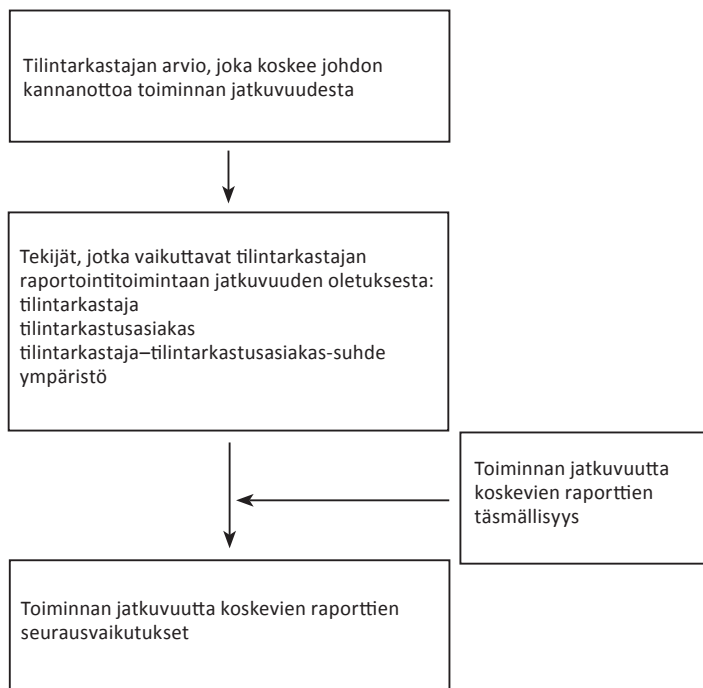 Tilintarkastajan arvio, joka koskee johdon
kannanottoa toiminnan jatkuvuudesta
Tekijät, jotka vaikuttavat tilintarkastajan
raportointitoimintaan jatkuvuuden oletuksesta:
tilintarkastaja
tilintarkastusasiakas
tilintarkastaja–tilintarkastusasiakas-suhde
ympäristö
Toiminnan jatkuvuutta
koskevien raporttien
täsmällisyys
Toiminnan jatkuvuutta koskevien raporttien
seurausvaikutukset